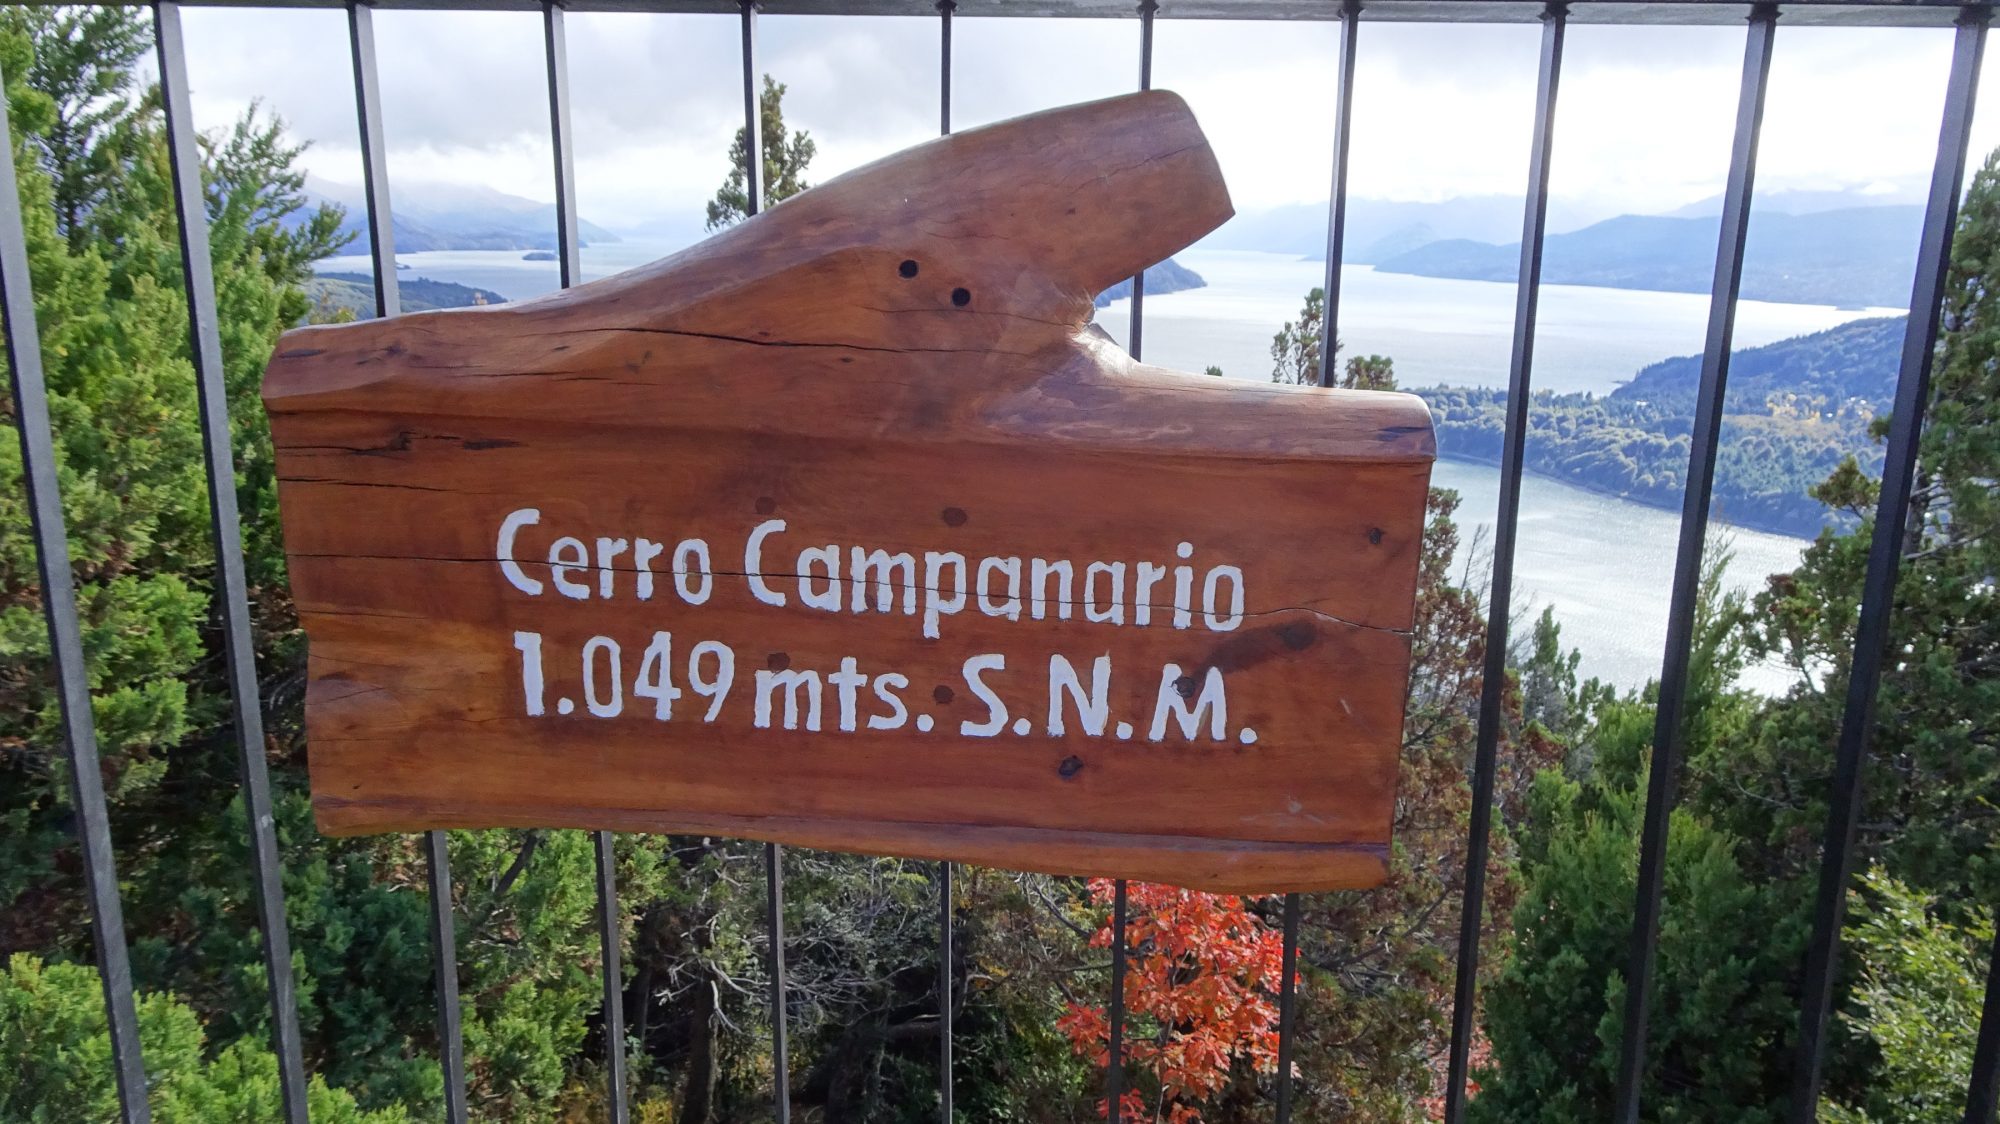 Cerro Campanario
1.049 mts. S.N.M.